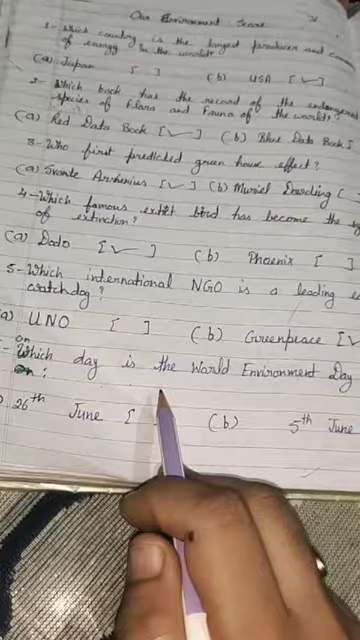 Our Environment Score
1- Which country is the largest producer and
of energy in the world?
(a) Japan [ ] (b) USA [✓]
2- Which book has the record of the endangered
species of Flora and Fauna of the world?
(a) Red Data Book [✓] (b) Blue Data Book [
3- Who first predicted green house effect?
(a) Svante Arrhenius [✓] (b) Muriel Dowding [
4- Which famous bird has become the
of extinction?
(a) Dodo [✓] (b) Phoenix [ ]
5- Which international NGO is a leading
watchdog?
a) UNO [ ] (b) Greenpeace [✓
on
Which day is the World Environment Day
26th June [ (b) 5th June